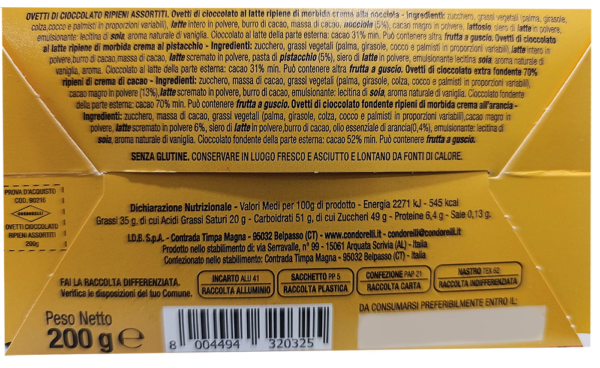 OVETTI DI CIOCCOLATO RIPIENI ASSORTITI. Ovetti di cioccolato al latte ripiene di morbida crema alla nocciola - Ingredienti: zucchero, grassi vegetali (palma, girasole,
colza, cocco e palmisti in proporzioni variabili), latte intero in polvere, burro di cacao, massa di cacao, nocciole (5%), cacao magro in polvere, lattosio, siero di latte in polvere,
emulsionante: lecitina di soia, aroma naturale di vaniglia. Cioccolato al latte della parte esterna: cacao 31% min. Può contenere altra frutta a guscio. Ovetti di cioccolato
al latte ripiene di morbida crema al pistacchio - Ingredienti: zucchero, grassi vegetali (palma, girasole, cocco e palmisti in proporzioni variabili), latte intero in
polvere, burro di cacao, massa di cacao, latte scremato in polvere, pasta di pistacchio (5%), siero di latte in polvere, emulsionante lecitina di soia, aroma naturale di
vaniglia, aroma. Cioccolato al latte della parte esterna: cacao 31% min. Può contenere altra frutta a guscio. Ovetti di cioccolato extra fondente 70%
ripieni di crema di cacao - Ingredienti: zucchero, massa di cacao, grassi vegetali (palma, girasole, colza, cocco e palmisti in proporzioni variabili),
cacao magro in polvere (13%), latte scremato in polvere, burro di cacao, emulsionante: lecitina di soia, aroma naturale di vaniglia. Cioccolato fondente
della parte esterna: cacao 70% min. Può contenere frutta a guscio. Ovetti di cioccolato fondente ripieni di morbida crema all'arancia -
Ingredienti: zucchero, massa di cacao, grassi vegetali (palma, girasole, colza, cocco e palmisti in proporzioni variabili), cacao magro in
polvere, latte scremato in polvere 6%, siero di latte in polvere, burro di cacao, olio essenziale di arancia(0,4%), emulsionante: lecitina di
soia, aroma naturale di vaniglia. Cioccolato fondente della parte esterna: cacao 52% min. Può contenere frutta a guscio.
SENZA GLUTINE. CONSERVARE IN LUOGO FRESCO E ASCIUTTO E LONTANO DA FONTI DI CALORE.
PROVA D'ACQUISTO
COD. 90216
CONDORELLI
OVETTI CIOCCOLATO
RIPIENI ASSORTITI
200g
Dichiarazione Nutrizionale - Valori Medi per 100g di prodotto - Energia 2271 kJ - 545 kcal
Grassi 35 g, di cui Acidi Grassi Saturi 20 g - Carboidrati 51 g, di cui Zuccheri 49 g - Proteine 6,4 g - Sale 0,13 g.
I.D.B. S.p.A. - Contrada Timpa Magna - 95032 Belpasso (CT) - www.condorelli.it - condorelli@condorelli.it
Prodotto nello stabilimento di: via Serravalle, n° 99 - 15061 Arquata Scrivia (AL) - Italia
Confezionato nello stabilimento: Contrada Timpa Magna - 95032 Belpasso (CT) - Italia
FAI LA RACCOLTA DIFFERENZIATA.
Verifica le disposizioni del tuo Comune.
INCARTO ALU 41
RACCOLTA ALLUMINIO
SACCHETTO PP 5
RACCOLTA PLASTICA
CONFEZIONE PAP 21
RACCOLTA CARTA
NASTRO TEX 60
RACCOLTA INDIFFERENZIATA
Peso Netto
200 g e
8 004494 320325
DA CONSUMARSI PREFERIBILMENTE ENTRO IL: